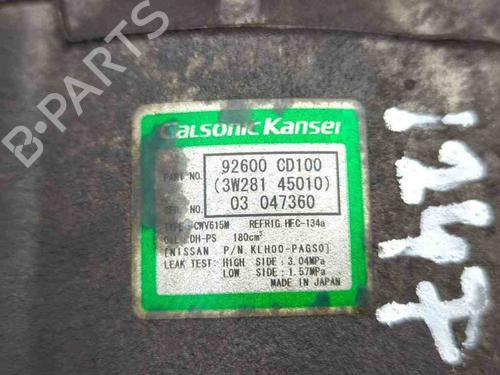 B-PARTS
Calsonic Kansei
PART NO. 92600 CD100
(3W281 45010)
SER. NO. 03 047360
TYPE CWV615M REFRIG.HFC-134a
OIL:DH-PS 180cm³
(NISSAN P/N.KLH00-PAGS0)
LEAK TEST: HIGH SIDE : 3.04MPa
LOW SIDE : 1.57MPa
MADE IN JAPAN
1247